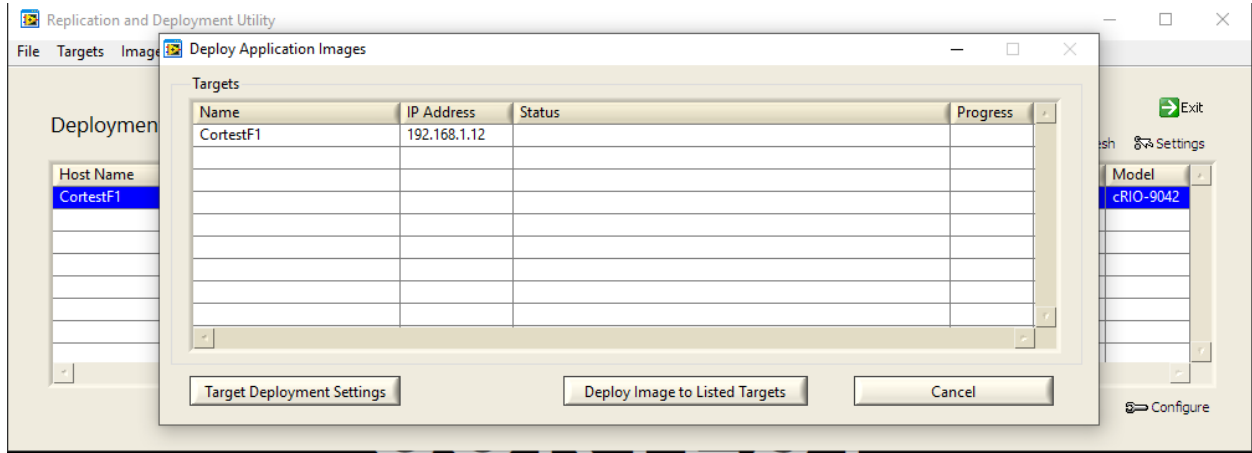 Replication and Deployment Utility
File Targets Image
Deploy Application Images
Targets
Name IP Address Status Progress
CortestF1 192.168.1.12
Deploymen
Exit
esh Settings
Host Name Model
CortestF1 cRIO-9042
Target Deployment Settings Deploy Image to Listed Targets Cancel
Configure